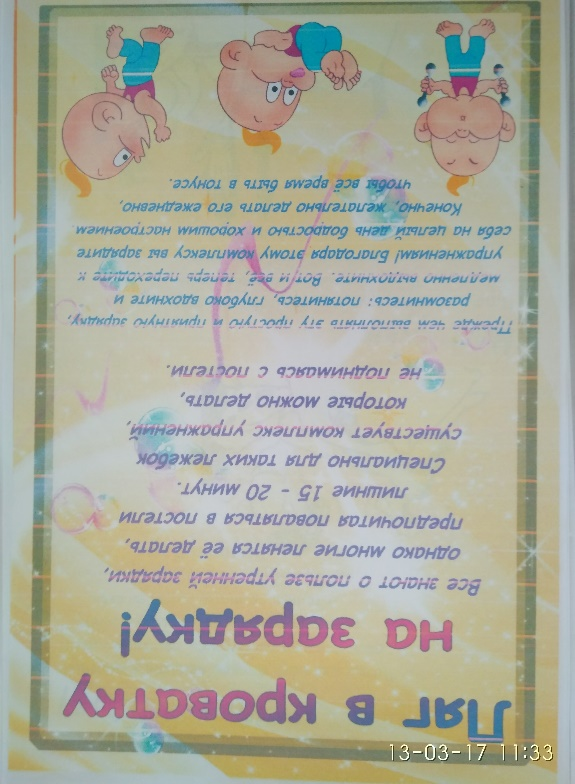 Ляг в кроватку
на зарядку!
Все знают о пользе утренней зарядки,
однако многие ленятся её делать,
предпочитая поваляться в постели
лишние 15 - 20 минут.
Специально для таких лежебок
существует комплекс упражнений,
которые можно делать,
не поднимаясь с постели.
Прежде чем выполнять эту простую и приятную зарядку,
разомнитесь: потянитесь, глубоко вдохните и
медленно выдохните. Вот и всё, теперь переходите к
упражнениям! Благодаря этому комплексу вы зарядите
себя на целый день бодростью и хорошим настроением.
Конечно, желательно делать его ежедневно,
чтобы всё время быть в тонусе.
13-03-17 11:33